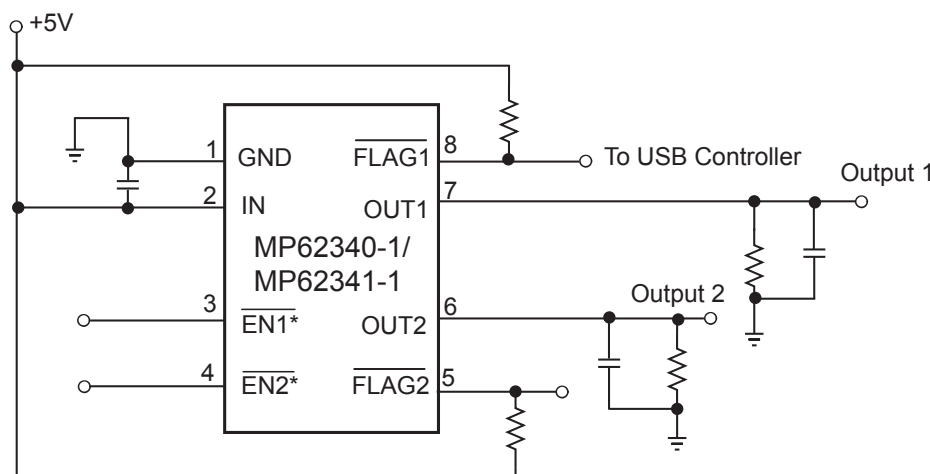 +5V
1
GND
FLAG1
8
To USB Controller
2
IN
OUT1
7
Output 1
MP62340-1/
MP62341-1
3
EN1*
OUT2
6
Output 2
4
EN2*
FLAG2
5